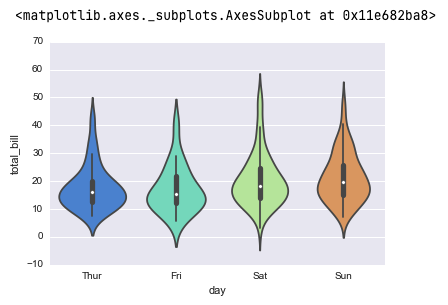 <matplotlib.axes._subplots.AxesSubplot at 0x11e682ba8>
70
60
50
40
30
20
10
0
−10
total_bill
Thur Fri Sat Sun
day